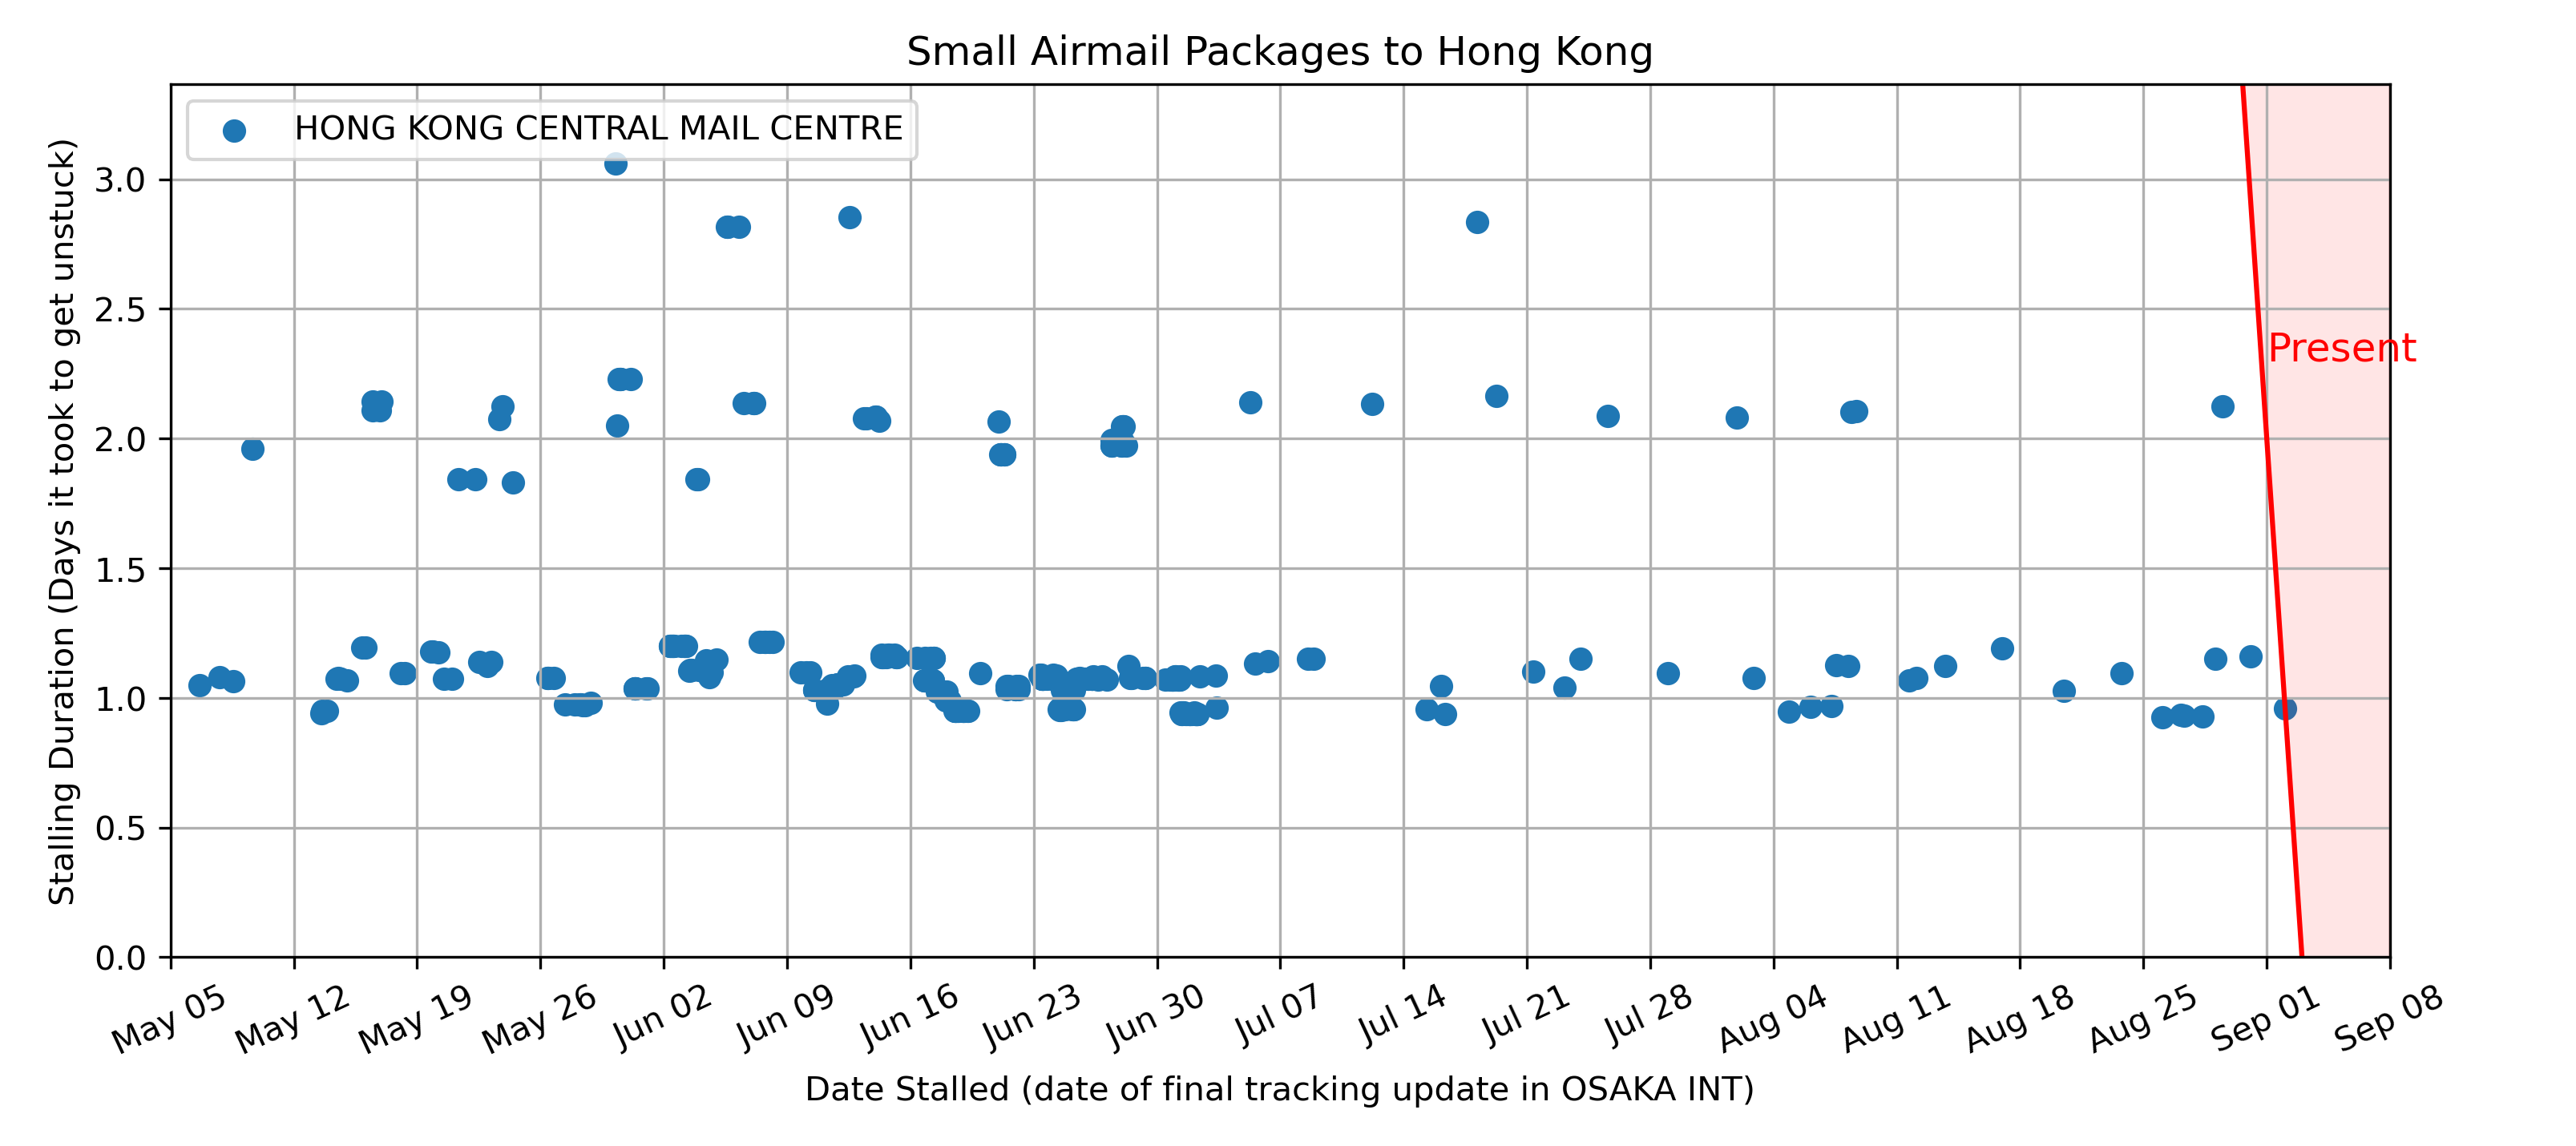 Small Airmail Packages to Hong Kong
HONG KONG CENTRAL MAIL CENTRE
Stalling Duration (Days it took to get unstuck)
3.0
2.5
2.0
1.5
1.0
0.5
0.0
Present
May 05
May 12
May 19
May 26
Jun 02
Jun 09
Jun 16
Jun 23
Jun 30
Jul 07
Jul 14
Jul 21
Jul 28
Aug 04
Aug 11
Aug 18
Aug 25
Sep 01
Sep 08
Date Stalled (date of final tracking update in OSAKA INT)